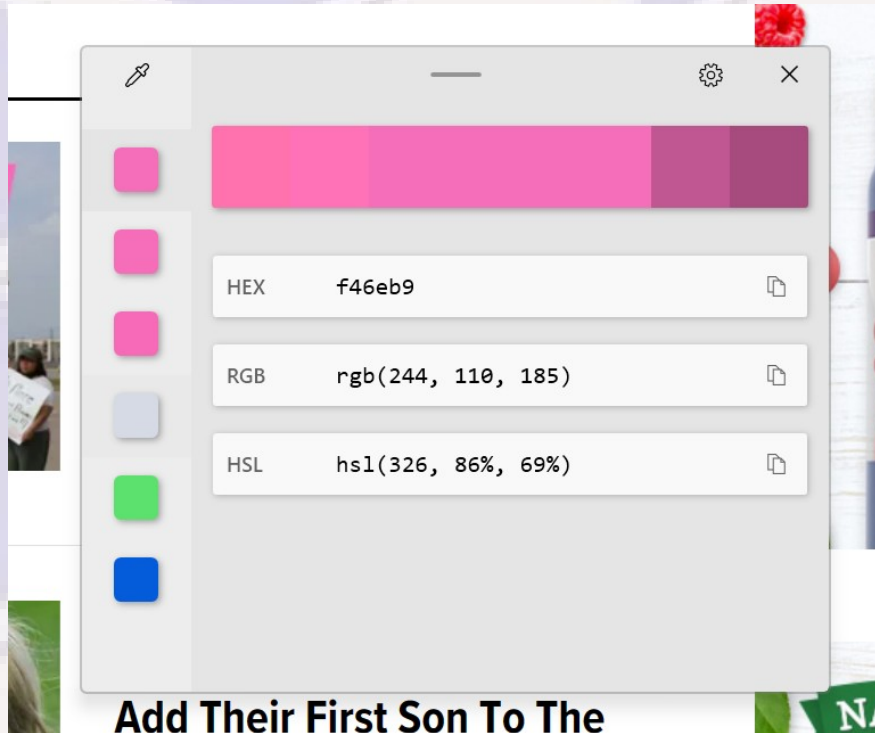 HEX f46eb9
RGB rgb(244, 110, 185)
HSL hsl(326, 86%, 69%)
Add Their First Son To The